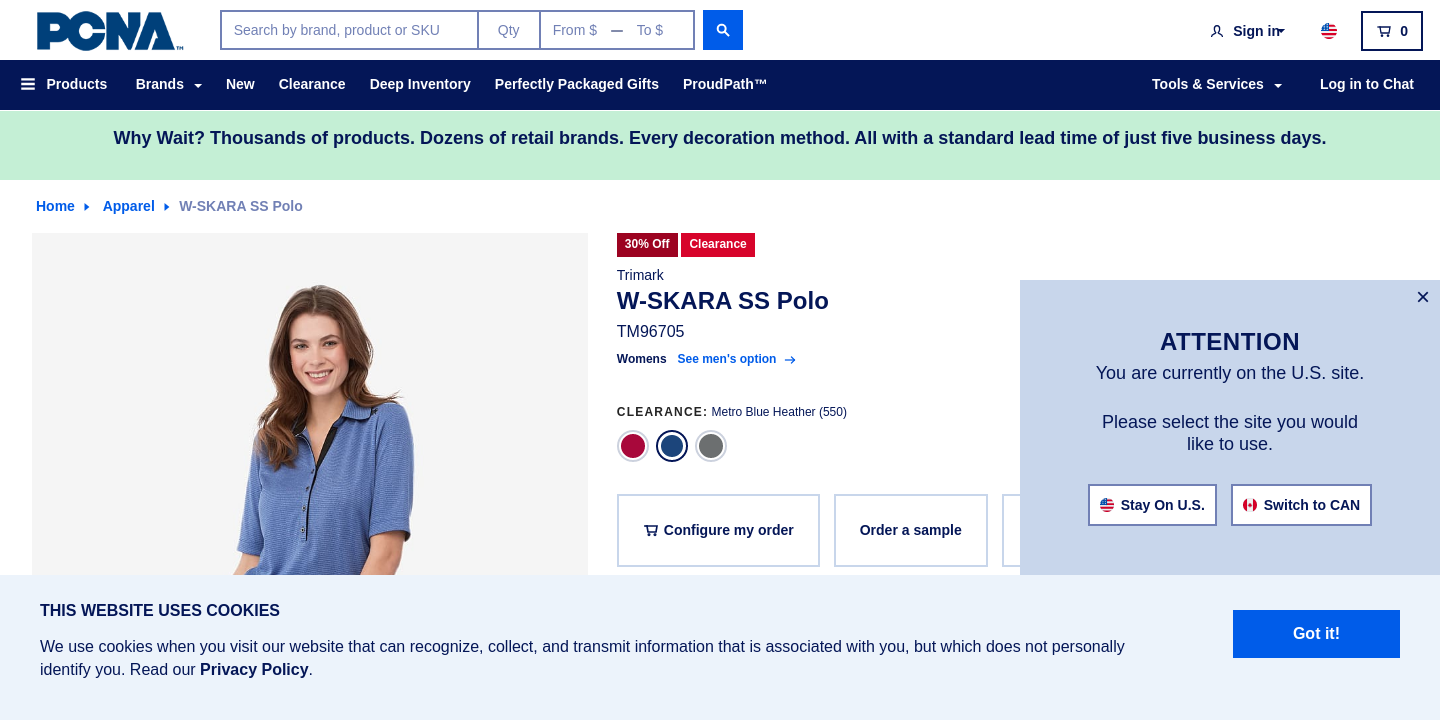 PCNA™
Search by brand, product or SKU
Qty
From $ — To $
Sign in
0
Products
Brands
New
Clearance
Deep Inventory
Perfectly Packaged Gifts
ProudPath™
Tools & Services
Log in to Chat
Why Wait? Thousands of products. Dozens of retail brands. Every decoration method. All with a standard lead time of just five business days.
Home
Apparel
W-SKARA SS Polo
30% Off
Clearance
Trimark
W-SKARA SS Polo
TM96705
Womens See men's option
CLEARANCE: Metro Blue Heather (550)
Configure my order
Order a sample
×
ATTENTION
You are currently on the U.S. site.
Please select the site you would
like to use.
Stay On U.S.
Switch to CAN
THIS WEBSITE USES COOKIES
We use cookies when you visit our website that can recognize, collect, and transmit information that is associated with you, but which does not personally
identify you. Read our Privacy Policy.
Got it!